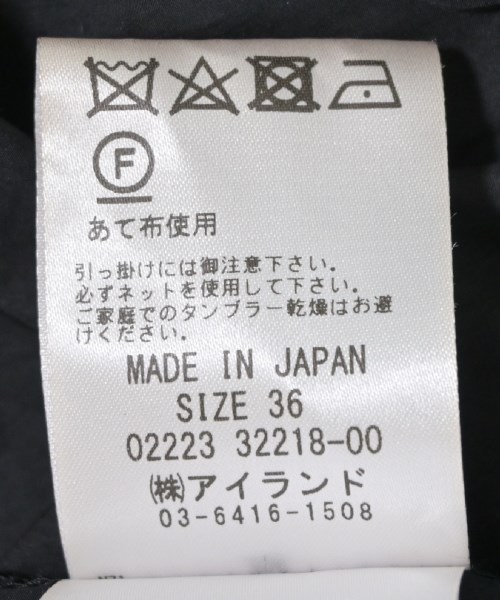 F
あて布使用
引っ掛けには御注意下さい。
必ずネットを使用して下さい。
ご家庭でのタンブラー乾燥はお避
けください。
MADE IN JAPAN
SIZE 36
02223 32218-00
㈱アイランド
03-6416-1508